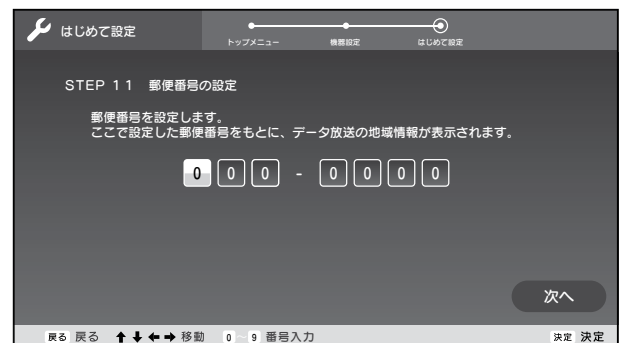 はじめて設定
トップメニュー 機器設定 はじめて設定
STEP 11 郵便番号の設定
郵便番号を設定します。
ここで設定した郵便番号をもとに、データ放送の地域情報が表示されます。
0 0 0 - 0 0 0 0
次へ
戻る 戻る ↑↓←→ 移動 0~9 番号入力 決定 決定